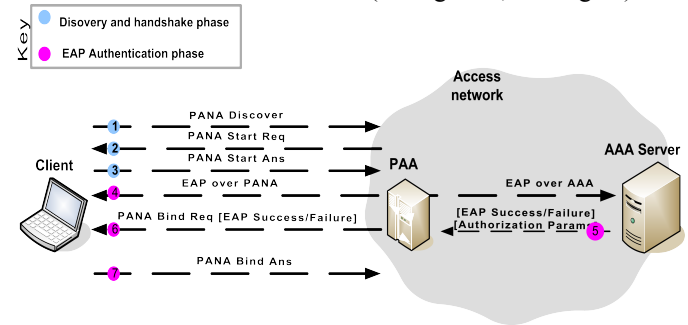 Key
Disovery and handshake phase
EAP Authentication phase
Access
network
1 PANA Discover
2 PANA Start Req
3 PANA Start Ans
Client
PAA
AAA Server
4 EAP over PANA
EAP over AAA
6 PANA Bind Req [EAP Success/Failure]
[EAP Success/Failure]
[Authorization Param
5
7 PANA Bind Ans